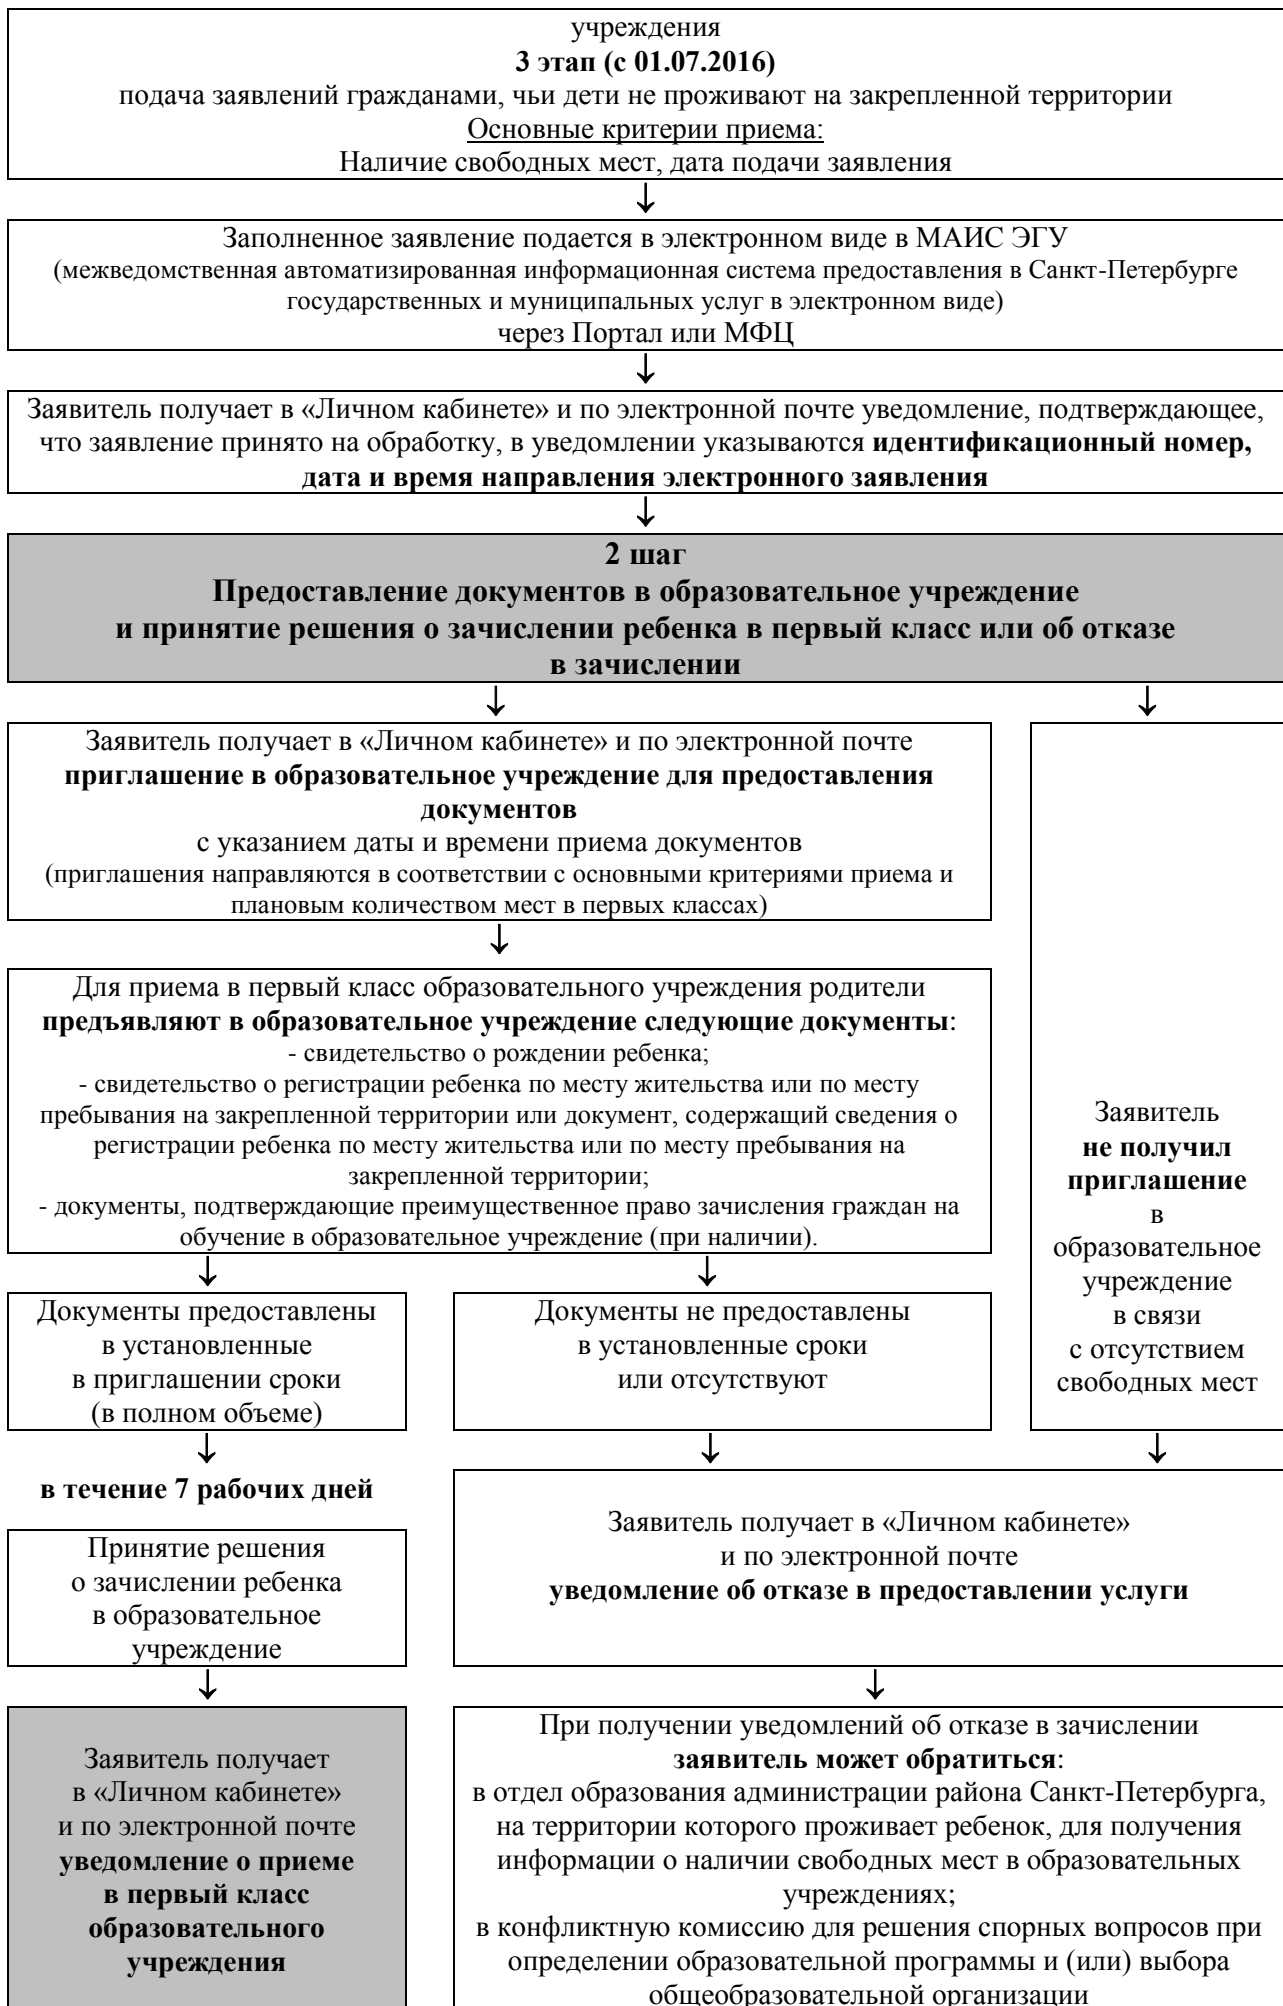 учреждения
3 этап (с 01.07.2016)
подача заявлений гражданами, чьи дети не проживают на закрепленной территории
Основные критерии приема:
Наличие свободных мест, дата подачи заявления
↓
Заполненное заявление подается в электронном виде в МАИС ЭГУ
(межведомственная автоматизированная информационная система предоставления в Санкт-Петербурге
государственных и муниципальных услуг в электронном виде)
через Портал или МФЦ
↓
Заявитель получает в «Личном кабинете» и по электронной почте уведомление, подтверждающее,
что заявление принято на обработку, в уведомлении указываются идентификационный номер,
дата и время направления электронного заявления
↓
2 шаг
Предоставление документов в образовательное учреждение
и принятие решения о зачислении ребенка в первый класс или об отказе
в зачислении
↓
↓
Заявитель получает в «Личном кабинете» и по электронной почте
приглашение в образовательное учреждение для предоставления
документов
с указанием даты и времени приема документов
(приглашения направляются в соответствии с основными критериями приема и
плановым количеством мест в первых классах)
↓
Для приема в первый класс образовательного учреждения родители
предъявляют в образовательное учреждение следующие документы:
- свидетельство о рождении ребенка;
- свидетельство о регистрации ребенка по месту жительства или по месту
пребывания на закрепленной территории или документ, содержащий сведения о
регистрации ребенка по месту жительства или по месту пребывания на
закрепленной территории;
- документы, подтверждающие преимущественное право зачисления граждан на
обучение в образовательное учреждение (при наличии).
↓
↓
Документы предоставлены
в установленные
в приглашении сроки
(в полном объеме)
Документы не предоставлены
в установленные сроки
или отсутствуют
Заявитель
не получил
приглашение
в
образовательное
учреждение
в связи
с отсутствием
свободных мест
↓
↓
↓
в течение 7 рабочих дней
Принятие решения
о зачислении ребенка
в образовательное
учреждение
Заявитель получает в «Личном кабинете»
и по электронной почте
уведомление об отказе в предоставлении услуги
↓
↓
Заявитель получает
в «Личном кабинете»
и по электронной почте
уведомление о приеме
в первый класс
образовательного
учреждения
При получении уведомлений об отказе в зачислении
заявитель может обратиться:
в отдел образования администрации района Санкт-Петербурга,
на территории которого проживает ребенок, для получения
информации о наличии свободных мест в образовательных
учреждениях;
в конфликтную комиссию для решения спорных вопросов при
определении образовательной программы и (или) выбора
общеобразовательной организации